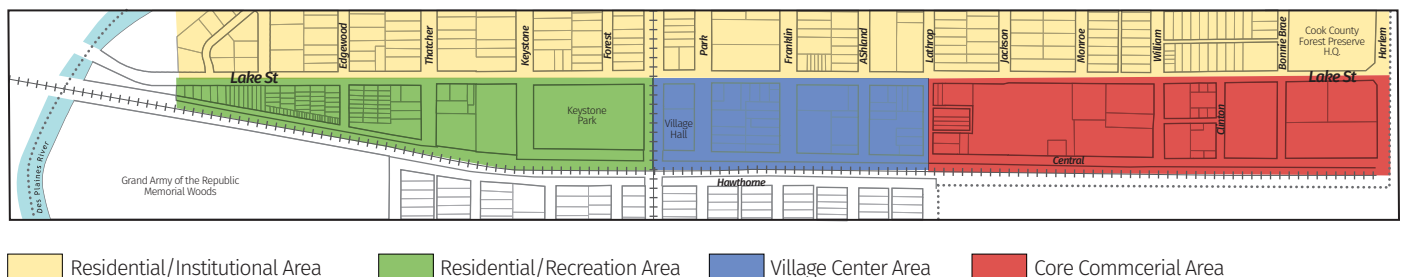 Edgewood
Thatcher
Keystone
Forest
Park
Franklin
AShland
Lathrop
Jackson
Monroe
William
Bonnie Brae
Cook County
Forest Preserve
H.Q.
Harlem
Lake St
Lake St
Keystone
Park
Village
Hall
Clinton
Central
Hawthorne
Des Plaines River
Grand Army of the Republic
Memorial Woods
Residential/Institutional Area
Residential/Recreation Area
Village Center Area
Core Commcerial Area